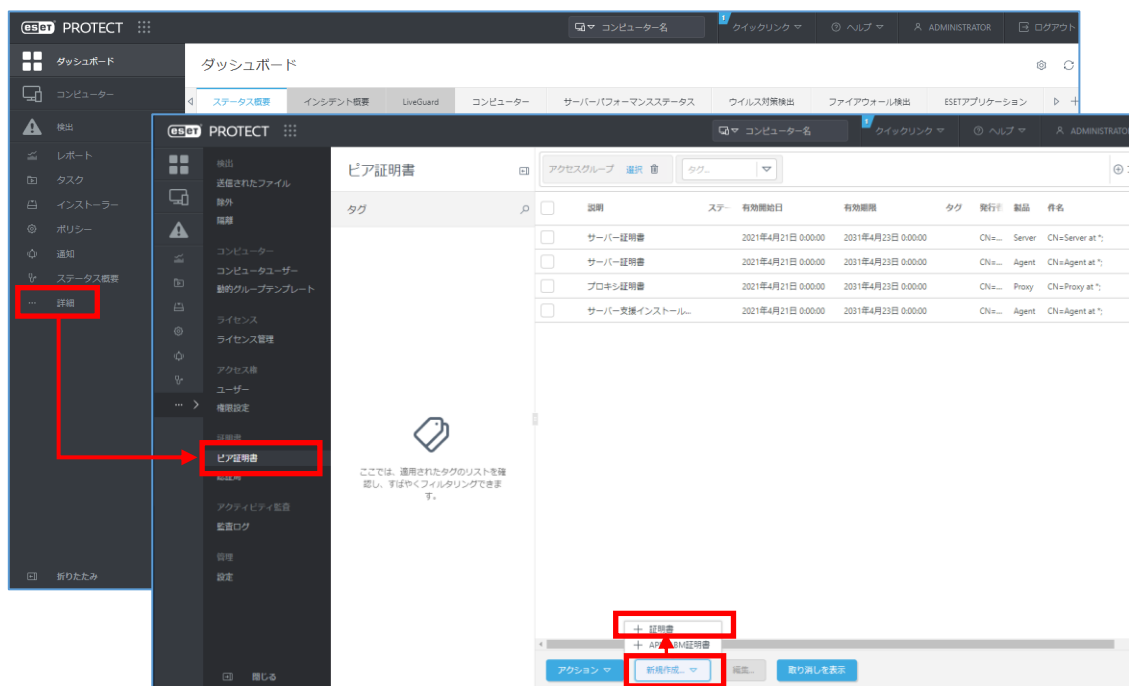 eset PROTECT
コンピューター名
クイックリンク
ヘルプ
ADMINISTRATOR
ログアウト
ダッシュボード
コンピューター
検出
レポート
タスク
インストーラー
ポリシー
通知
ステータス概要
... 詳細
折りたたみ
ダッシュボード
ステータス概要
インシデント概要
LiveGuard
コンピューター
サーバーパフォーマンスステータス
ウイルス対策検出
ファイアウォール検出
ESETアプリケーション
eset PROTECT
コンピューター名
クイックリンク
ヘルプ
検出
送信されたファイル
除外
隔離
コンピューター
コンピュータユーザー
動的グループテンプレート
ライセンス
ライセンス管理
アクセス権
ユーザー
権限設定
証明書
ピア証明書
アクティビティ監査
監査ログ
管理
設定
閉じる
ピア証明書
タグ
ここでは、適用されたタグのリストを確
認し、すばやくフィルタリングできま
す。
アクセスグループ 選択
タグ...
説明 ステー 有効開始日 有効期限 タグ 製品 件名
サーバー証明書 2021年4月21日 0:00:00 2031年4月23日 0:00:00 CN=... Server CN=Server at *;
サーバー証明書 2021年4月21日 0:00:00 2031年4月23日 0:00:00 CN=... Agent CN=Agent at *;
プロキシ証明書 2021年4月21日 0:00:00 2031年4月23日 0:00:00 CN=... Proxy CN=Proxy at *;
サーバー支援インストール... 2021年4月21日 0:00:00 2031年4月23日 0:00:00 CN=... Agent CN=Agent at *;
証明書
アクション
新規作成...
編集...
取り消しを表示